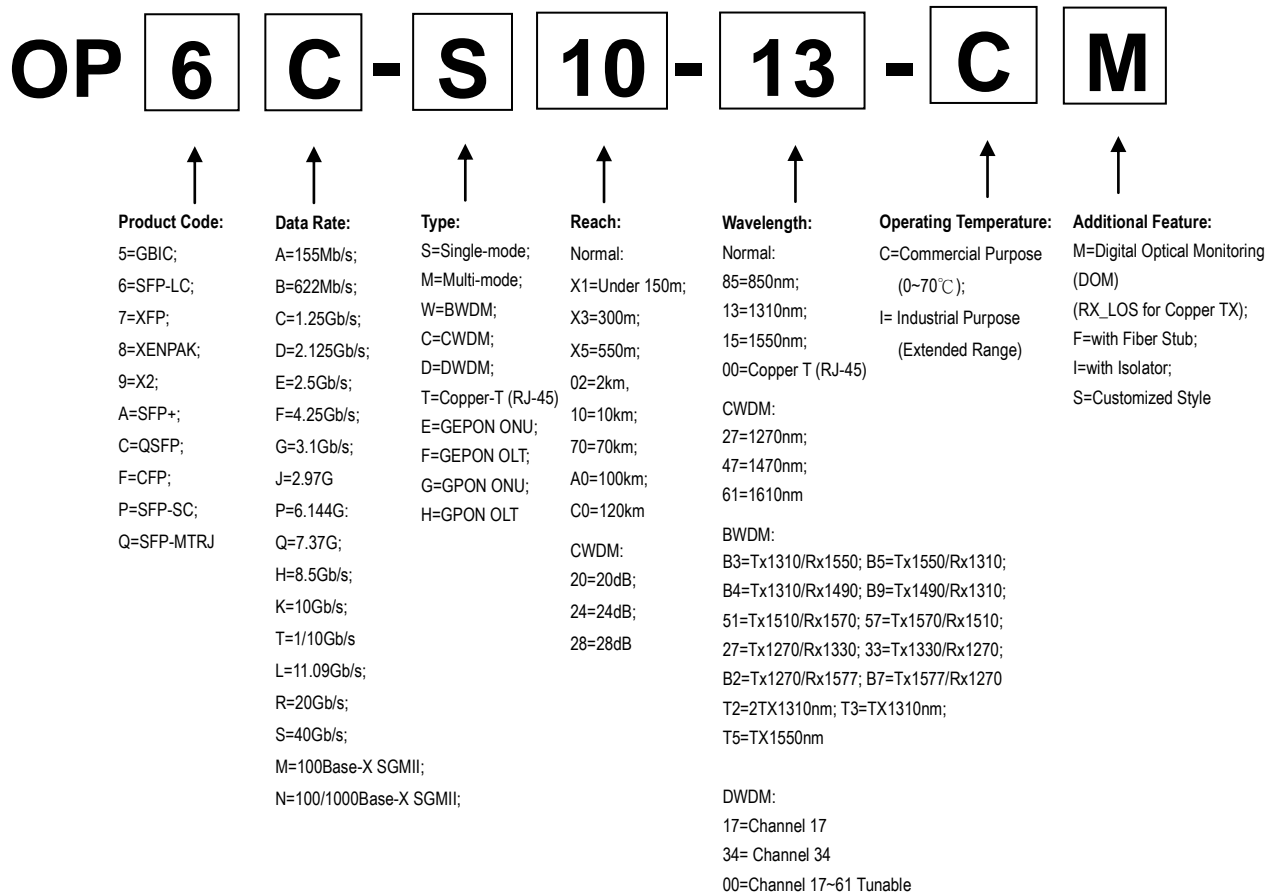 OP 6 C - S 10 - 13 - C M
Product Code:
5=GBIC;
6=SFP-LC;
7=XFP;
8=XENPAK;
9=X2;
A=SFP+;
C=QSFP;
F=CFP;
P=SFP-SC;
Q=SFP-MTRJ
Data Rate:
A=155Mb/s;
B=622Mb/s;
C=1.25Gb/s;
D=2.125Gb/s;
E=2.5Gb/s;
F=4.25Gb/s;
G=3.1Gb/s;
J=2.97G
P=6.144G:
Q=7.37G;
H=8.5Gb/s;
K=10Gb/s;
T=1/10Gb/s
L=11.09Gb/s;
R=20Gb/s;
S=40Gb/s;
M=100Base-X SGMII;
N=100/1000Base-X SGMII;
Type:
S=Single-mode;
M=Multi-mode;
W=BWDM;
C=CWDM;
D=DWDM;
T=Copper-T (RJ-45)
E=GEPON ONU;
F=GEPON OLT;
G=GPON ONU;
H=GPON OLT
Reach:
Normal:
X1=Under 150m;
X3=300m;
X5=550m;
02=2km,
10=10km;
70=70km;
A0=100km;
C0=120km
CWDM:
20=20dB;
24=24dB;
28=28dB
Wavelength:
Normal:
85=850nm;
13=1310nm;
15=1550nm;
00=Copper T (RJ-45)
CWDM:
27=1270nm;
47=1470nm;
61=1610nm
BWDM:
B3=Tx1310/Rx1550; B5=Tx1550/Rx1310;
B4=Tx1310/Rx1490; B9=Tx1490/Rx1310;
51=Tx1510/Rx1570; 57=Tx1570/Rx1510;
27=Tx1270/Rx1330; 33=Tx1330/Rx1270;
B2=Tx1270/Rx1577; B7=Tx1577/Rx1270
T2=2TX1310nm; T3=TX1310nm;
T5=TX1550nm
DWDM:
17=Channel 17
34= Channel 34
00=Channel 17~61 Tunable
Operating Temperature:
C=Commercial Purpose
(0~70℃);
I= Industrial Purpose
(Extended Range)
Additional Feature:
M=Digital Optical Monitoring
(DOM)
(RX_LOS for Copper TX);
F=with Fiber Stub;
I=with Isolator;
S=Customized Style